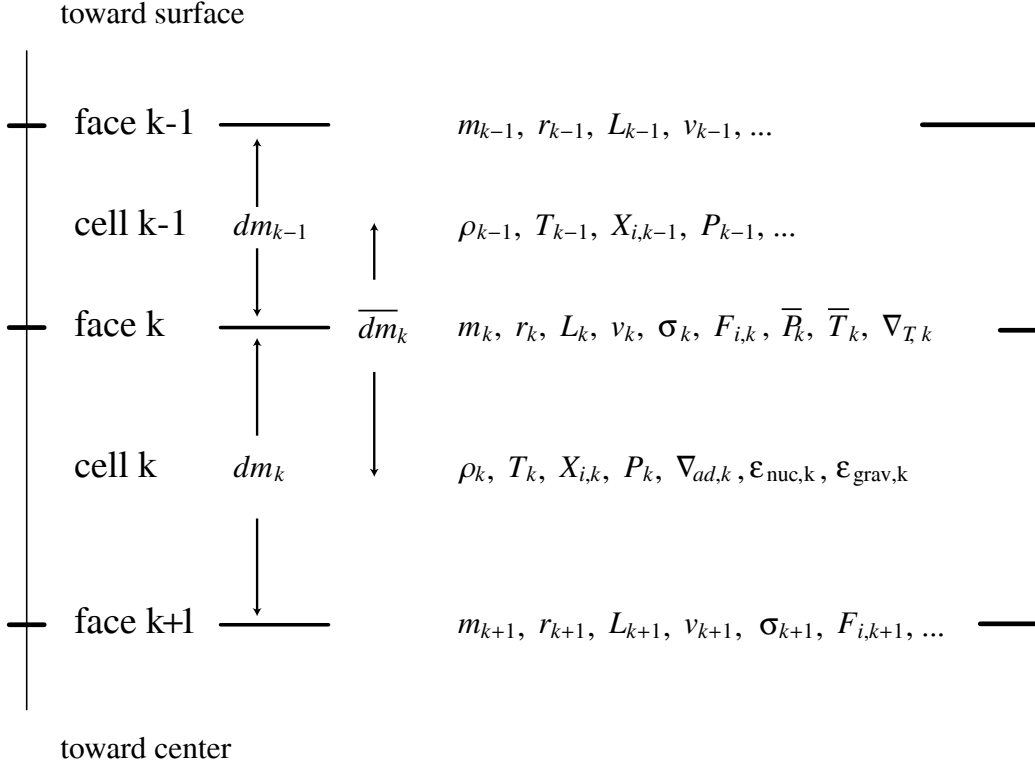 toward surface
face k-1 m_{k−1}, r_{k−1}, L_{k−1}, v_{k−1}, ...
cell k-1 dm_{k−1} ρ_{k−1}, T_{k−1}, X_{i,k−1}, P_{k−1}, ...
face k \overline{dm}_k m_k, r_k, L_k, v_k, σ_k, F_{i,k}, \overline{P}_k, \overline{T}_k, ∇_{T,k}
cell k dm_k ρ_k, T_k, X_{i,k}, P_k, ∇_{ad,k}, ε_{nuc,k}, ε_{grav,k}
face k+1 m_{k+1}, r_{k+1}, L_{k+1}, v_{k+1}, σ_{k+1}, F_{i,k+1}, ...
toward center